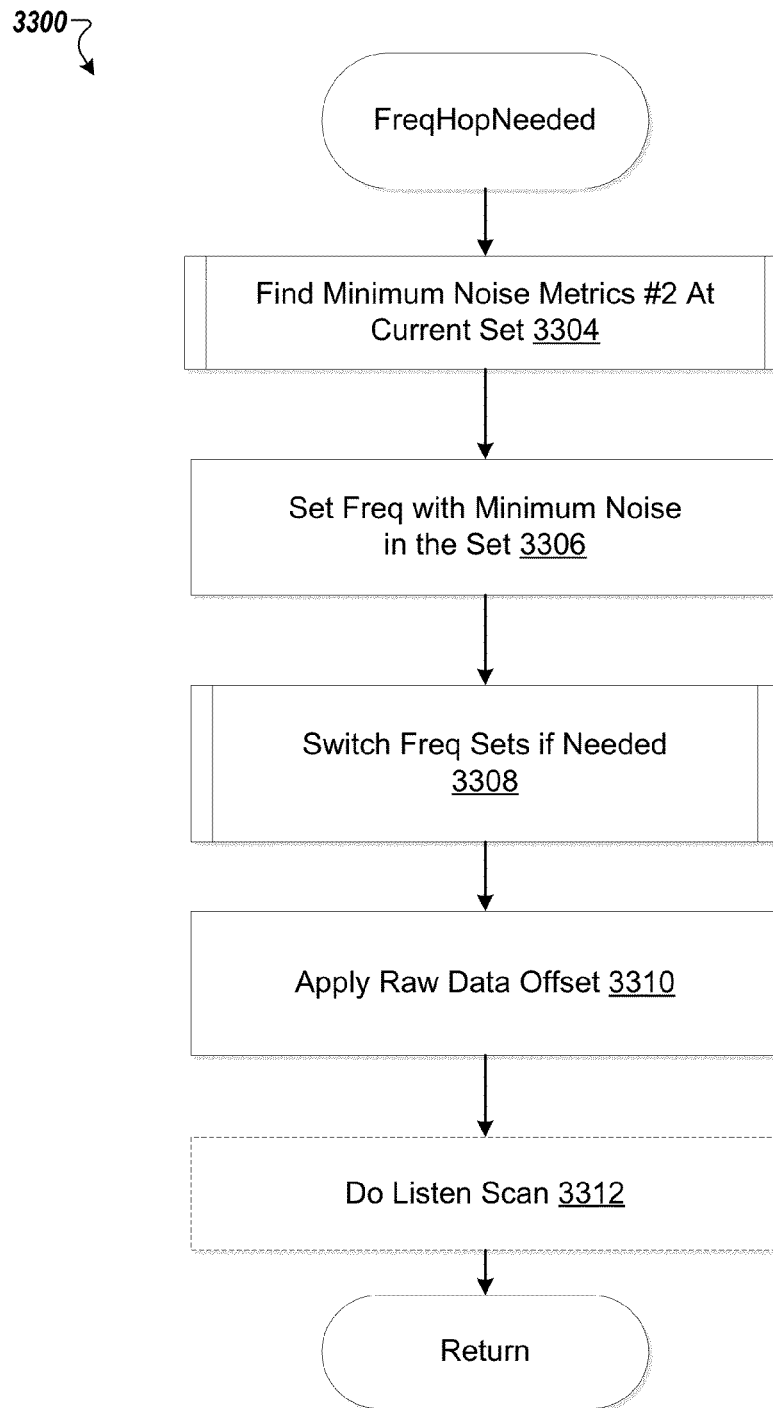 3300
FreqHopNeeded
Find Minimum Noise Metrics #2 At
Current Set 3304
Set Freq with Minimum Noise
in the Set 3306
Switch Freq Sets if Needed
3308
Apply Raw Data Offset 3310
Do Listen Scan 3312
Return